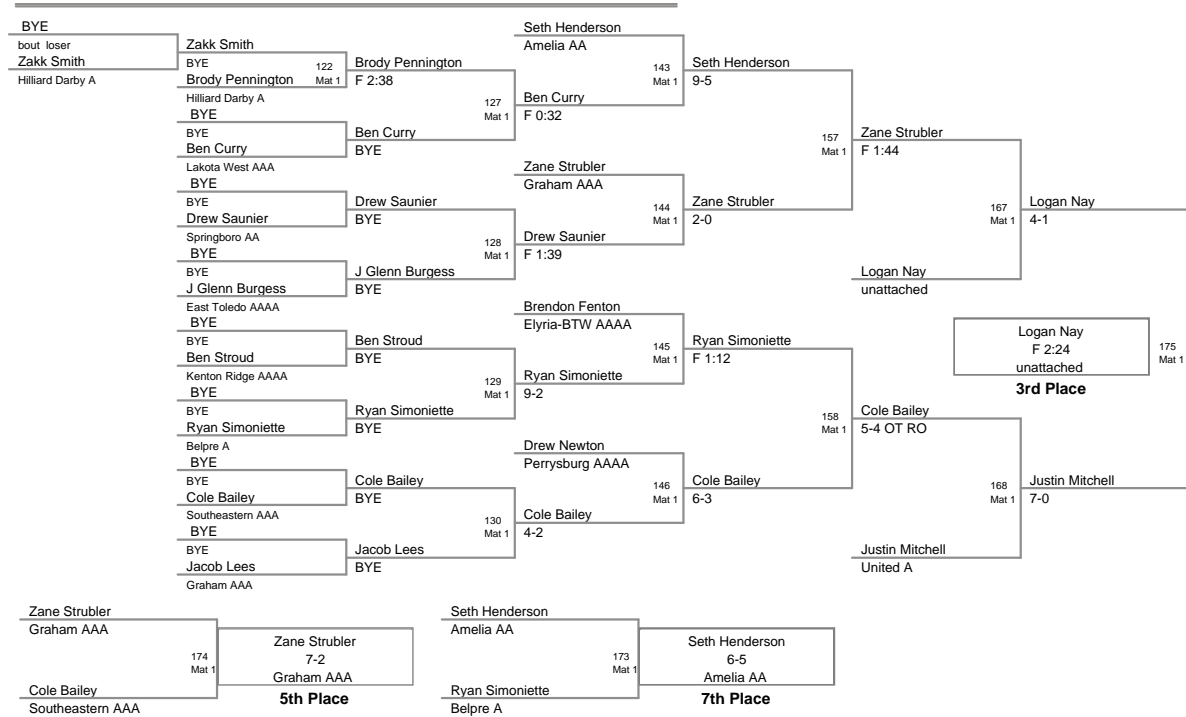 BYE
bout loser
Zakk Smith
Hilliard Darby A
Zakk Smith
BYE
Brody Pennington
Hilliard Darby A
BYE
BYE
Ben Curry
Lakota West AAA
BYE
BYE
Drew Saunier
Springboro AA
BYE
BYE
J Glenn Burgess
East Toledo AAAA
BYE
BYE
Ben Stroud
Kenton Ridge AAAA
BYE
BYE
Ryan Simoniette
Belpre A
BYE
BYE
Cole Bailey
Southeastern AAA
BYE
BYE
Jacob Lees
Graham AAA
122
Mat 1
Brody Pennington
F 2:38
Ben Curry
BYE
Drew Saunier
BYE
J Glenn Burgess
BYE
Ben Stroud
BYE
Ryan Simoniette
BYE
Cole Bailey
BYE
Jacob Lees
BYE
127
Mat 1
128
Mat 1
129
Mat 1
130
Mat 1
Seth Henderson
Amelia AA
Ben Curry
F 0:32
Zane Strubler
Graham AAA
Drew Saunier
F 1:39
Brendon Fenton
Elyria-BTW AAAA
Ryan Simoniette
9-2
Drew Newton
Perrysburg AAAA
Cole Bailey
4-2
143
Mat 1
144
Mat 1
145
Mat 1
146
Mat 1
Seth Henderson
9-5
Zane Strubler
2-0
Ryan Simoniette
F 1:12
Cole Bailey
6-3
157
Mat 1
158
Mat 1
Zane Strubler
F 1:44
Logan Nay
unattached
Cole Bailey
5-4 OT RO
Justin Mitchell
United A
167
Mat 1
168
Mat 1
Logan Nay
4-1
Logan Nay
F 2:24
unattached
3rd Place
175
Mat 1
Justin Mitchell
7-0
Zane Strubler
Graham AAA
174
Mat 1
Cole Bailey
Southeastern AAA
Zane Strubler
7-2
Graham AAA
5th Place
Seth Henderson
Amelia AA
173
Mat 1
Ryan Simoniette
Belpre A
Seth Henderson
6-5
Amelia AA
7th Place